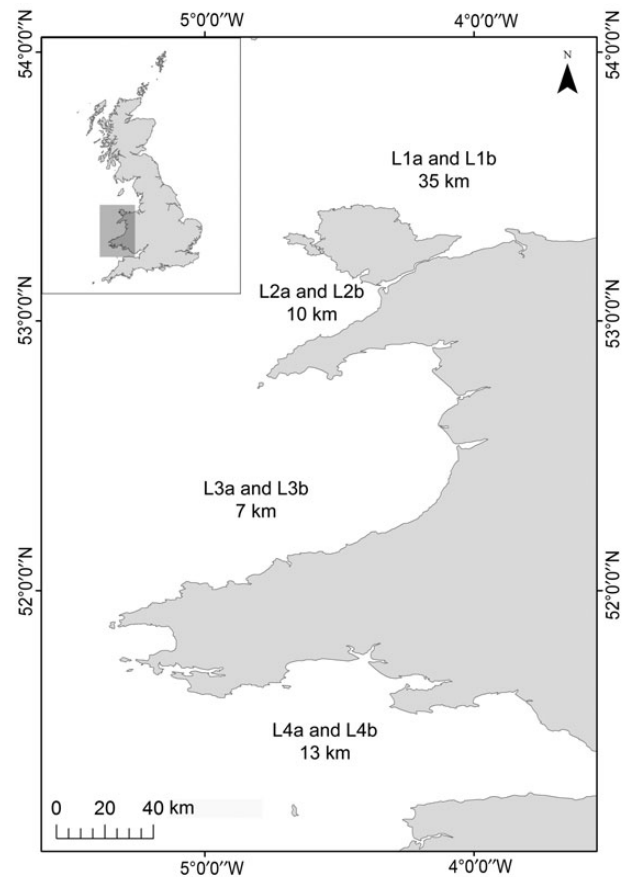 5°0'0"W 4°0'0"W
54°0'0"N
54°0'0"N
N
L1a and L1b
35 km
L2a and L2b
10 km
53°0'0"N
53°0'0"N
L3a and L3b
7 km
52°0'0"N
52°0'0"N
L4a and L4b
13 km
0 20 40 km
5°0'0"W 4°0'0"W